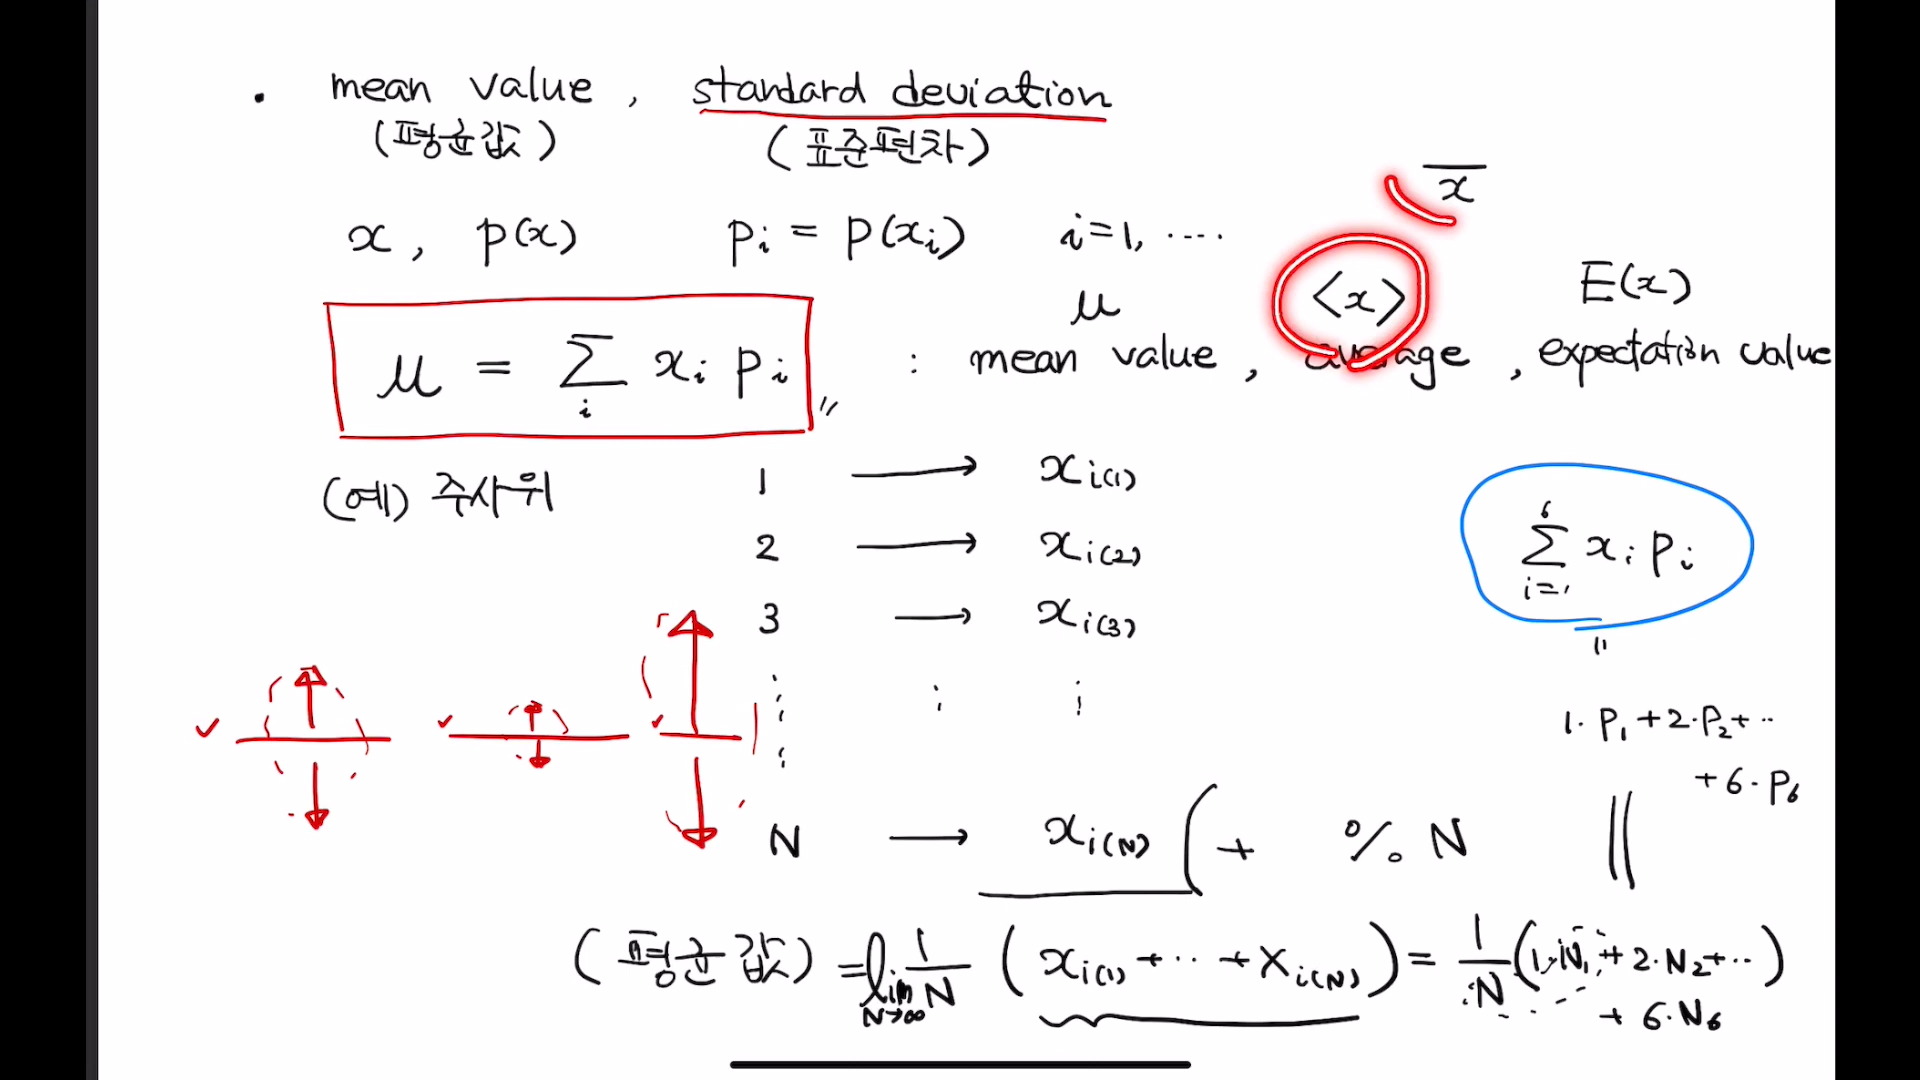 · mean value , standard deviation
(평균값) (표준편차)
x̅
x , p(x) pᵢ = p(xᵢ) i=1, ....
μ <x> E(x)
μ = Σᵢ xᵢ pᵢ 〃 : mean value , average , expectation value
(예) 주사위 1 → xᵢ₍₁₎
2 → xᵢ₍₂₎
Σᵢ₌₁⁶ xᵢ pᵢ
3 → xᵢ₍₃₎
〃
⋮ ⋮ ⋮
1· P₁ + 2·P₂ + ··
+ 6· P₆
N → xᵢ₍N₎ ( + % N ||
(평균값) = lim N→∞ 1/N ( xᵢ₍₁₎ + ·· + xᵢ₍N₎ ) = 1/N (1·N₁ + 2·N₂ + ·· )
+ 6·N₆